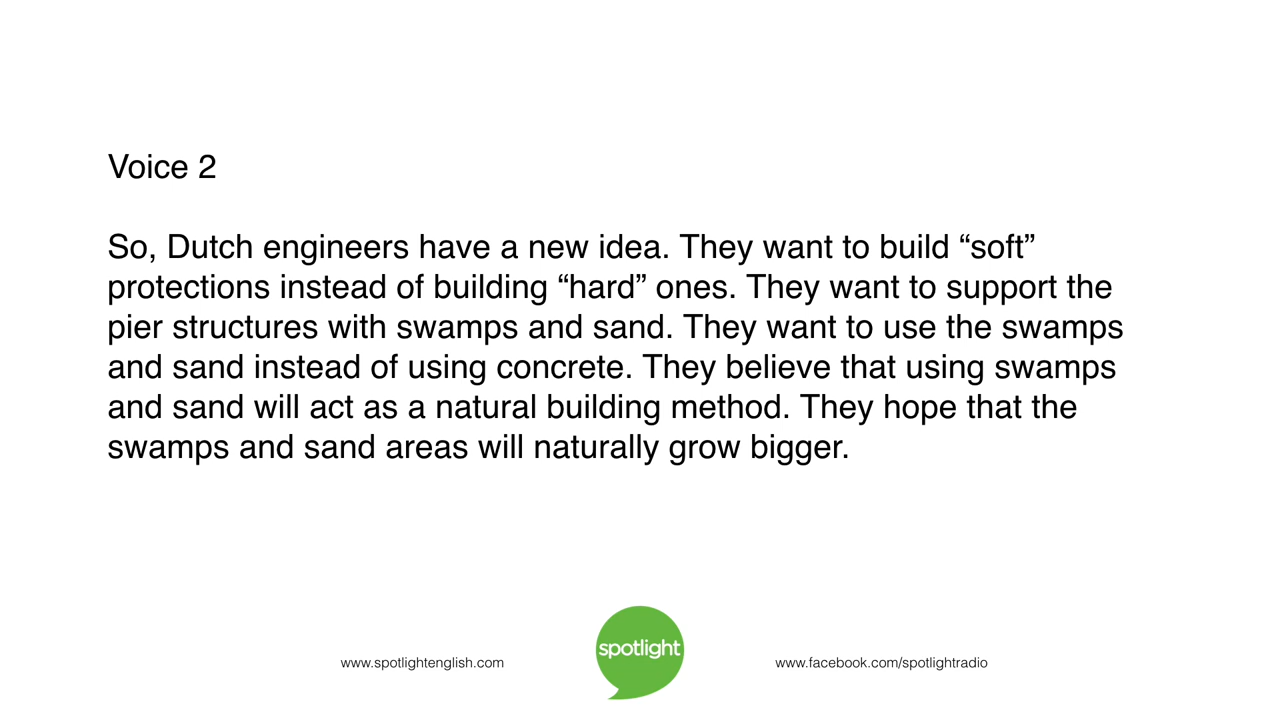 Voice 2
So, Dutch engineers have a new idea. They want to build “soft”
protections instead of building “hard” ones. They want to support the
pier structures with swamps and sand. They want to use the swamps
and sand instead of using concrete. They believe that using swamps
and sand will act as a natural building method. They hope that the
swamps and sand areas will naturally grow bigger.
www.spotlightenglish.com
spotlight
www.facebook.com/spotlightradio